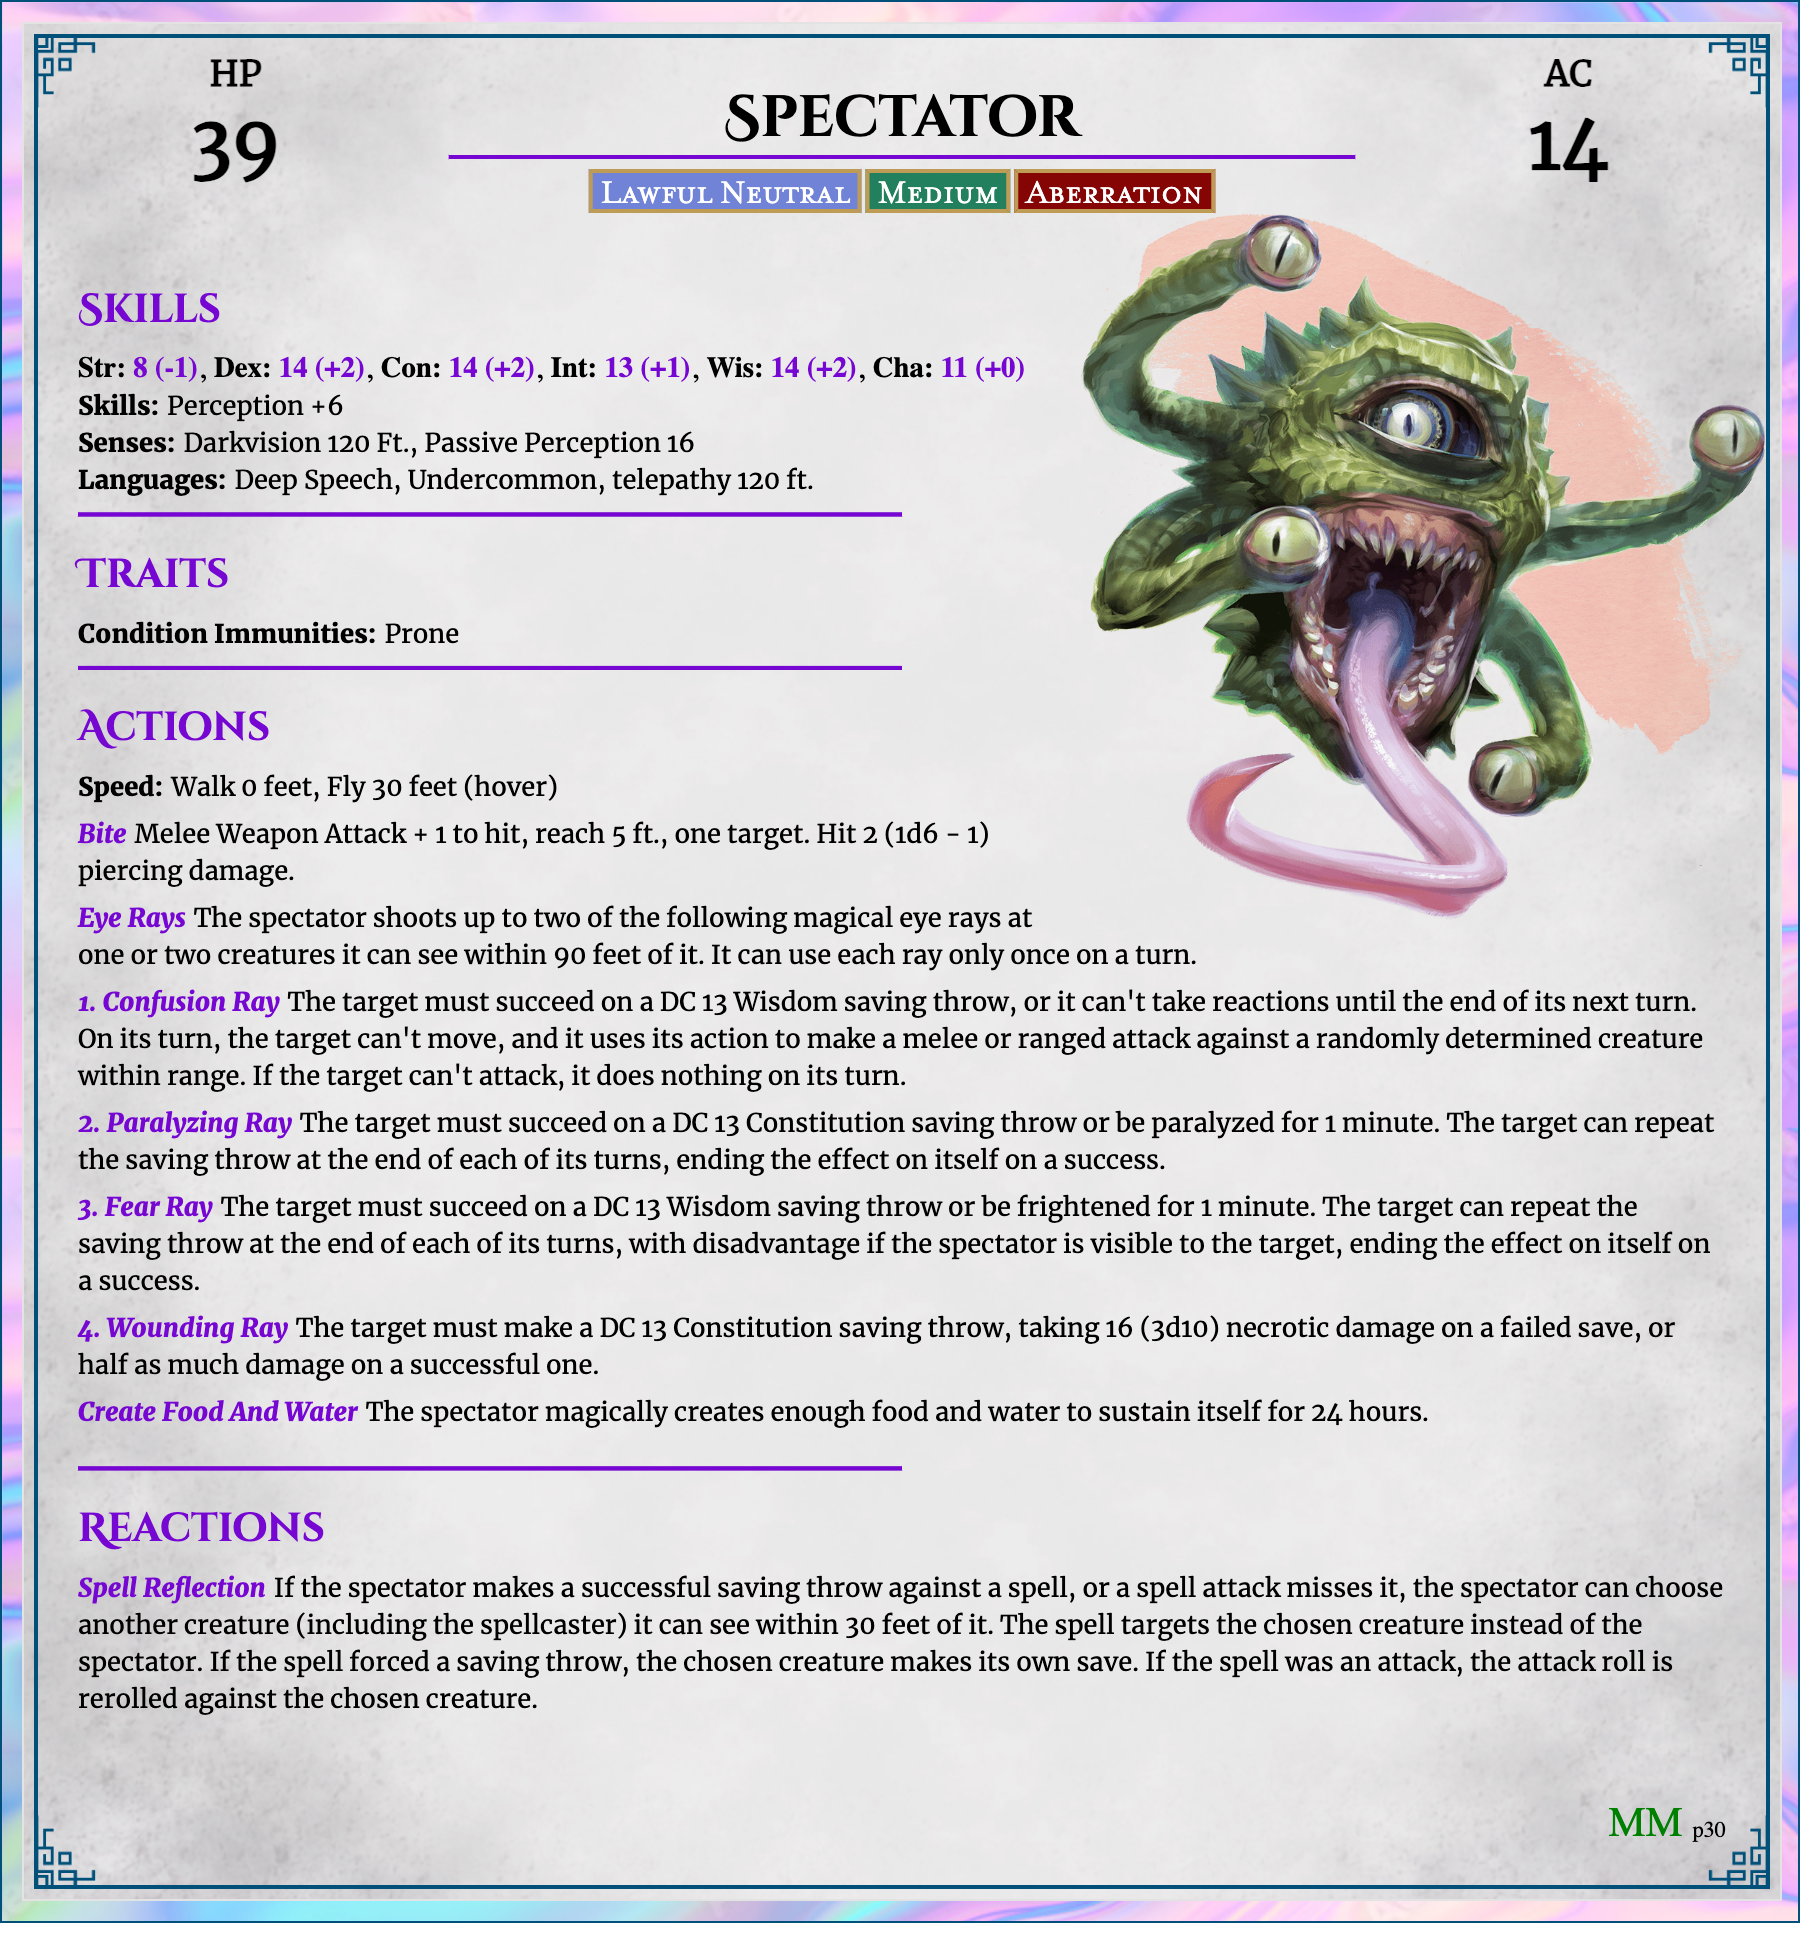 HP
39
SPECTATOR
AC
14
LAWFUL NEUTRAL MEDIUM ABERRATION
SKILLS
Str: 8 (-1), Dex: 14 (+2), Con: 14 (+2), Int: 13 (+1), Wis: 14 (+2), Cha: 11 (+0)
Skills: Perception +6
Senses: Darkvision 120 Ft., Passive Perception 16
Languages: Deep Speech, Undercommon, telepathy 120 ft.
TRAITS
Condition Immunities: Prone
ACTIONS
Speed: Walk 0 feet, Fly 30 feet (hover)
Bite Melee Weapon Attack + 1 to hit, reach 5 ft., one target. Hit 2 (1d6 − 1)
piercing damage.
Eye Rays The spectator shoots up to two of the following magical eye rays at
one or two creatures it can see within 90 feet of it. It can use each ray only once on a turn.
1. Confusion Ray The target must succeed on a DC 13 Wisdom saving throw, or it can't take reactions until the end of its next turn.
On its turn, the target can't move, and it uses its action to make a melee or ranged attack against a randomly determined creature
within range. If the target can't attack, it does nothing on its turn.
2. Paralyzing Ray The target must succeed on a DC 13 Constitution saving throw or be paralyzed for 1 minute. The target can repeat
the saving throw at the end of each of its turns, ending the effect on itself on a success.
3. Fear Ray The target must succeed on a DC 13 Wisdom saving throw or be frightened for 1 minute. The target can repeat the
saving throw at the end of each of its turns, with disadvantage if the spectator is visible to the target, ending the effect on itself on
a success.
4. Wounding Ray The target must make a DC 13 Constitution saving throw, taking 16 (3d10) necrotic damage on a failed save, or
half as much damage on a successful one.
Create Food And Water The spectator magically creates enough food and water to sustain itself for 24 hours.
REACTIONS
Spell Reflection If the spectator makes a successful saving throw against a spell, or a spell attack misses it, the spectator can choose
another creature (including the spellcaster) it can see within 30 feet of it. The spell targets the chosen creature instead of the
spectator. If the spell forced a saving throw, the chosen creature makes its own save. If the spell was an attack, the attack roll is
rerolled against the chosen creature.
MM p30